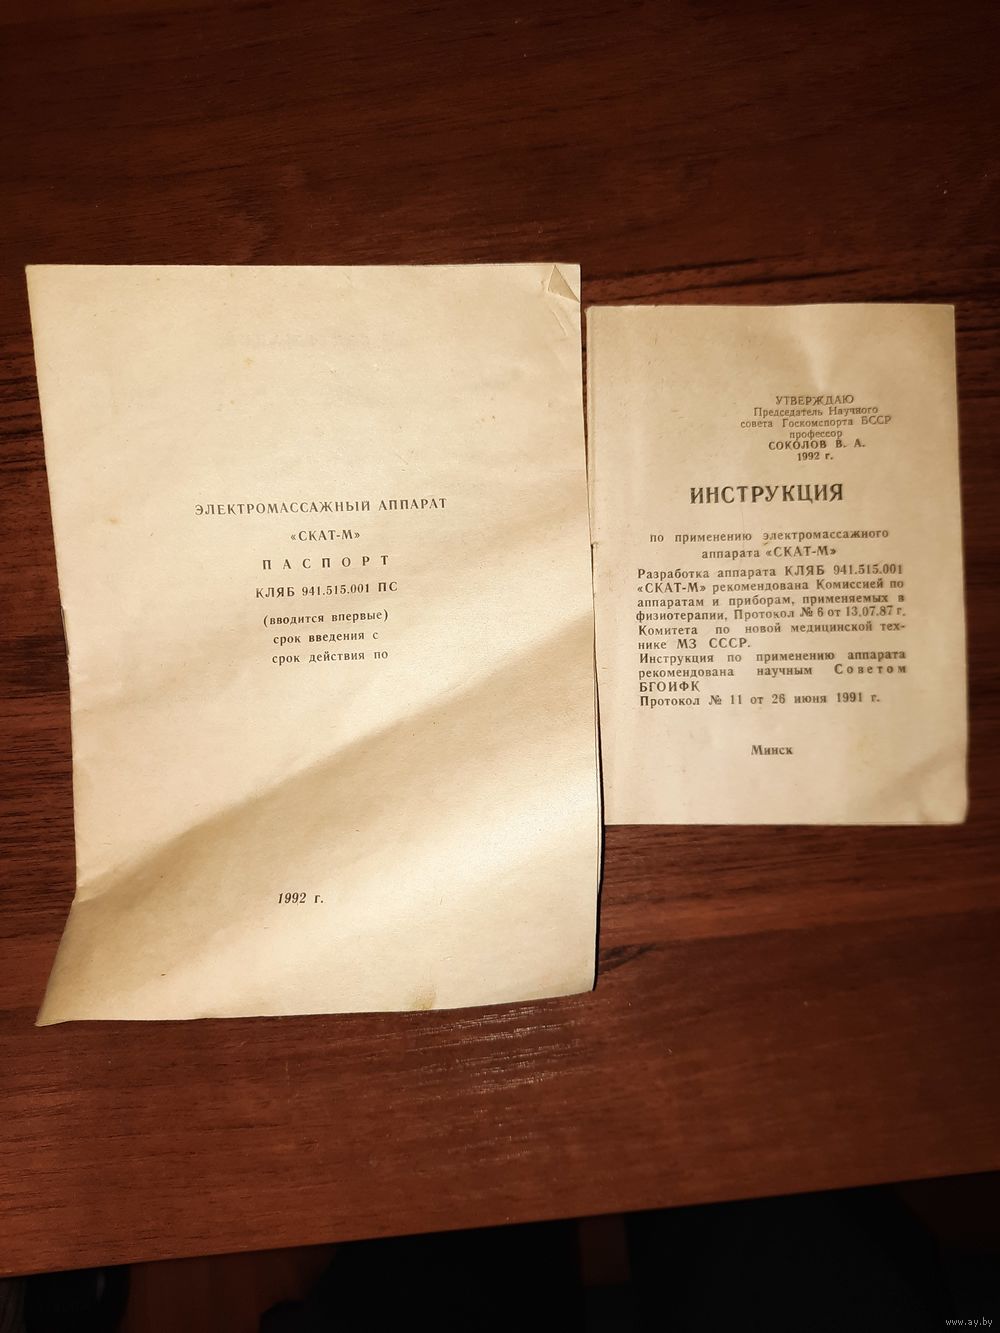 ЭЛЕКТРОМАССАЖНЫЙ АППАРАТ
«СКАТ-М»
ПАСПОРТ
КЛЯБ 941.515.001 ПС
(вводится впервые)
срок введения с
срок действия по
1992 г.
УТВЕРЖДАЮ
Председатель Научного
совета Госкомспорта БССР
профессор
СОКОЛОВ В. А.
1992 г.
ИНСТРУКЦИЯ
по применению электромассажного
аппарата «СКАТ-М»
Разработка аппарата КЛЯБ 941.515.001
«СКАТ-М» рекомендована Комиссией по
аппаратам и приборам, применяемых в
физиотерапии, Протокол № 6 от 13.07.87 г.
Комитета по новой медицинской тех-
нике МЗ СССР.
Инструкция по применению аппарата
рекомендована научным Советом
БГОИФК
Протокол № 11 от 26 июня 1991 г.
Минск
www.ay.by